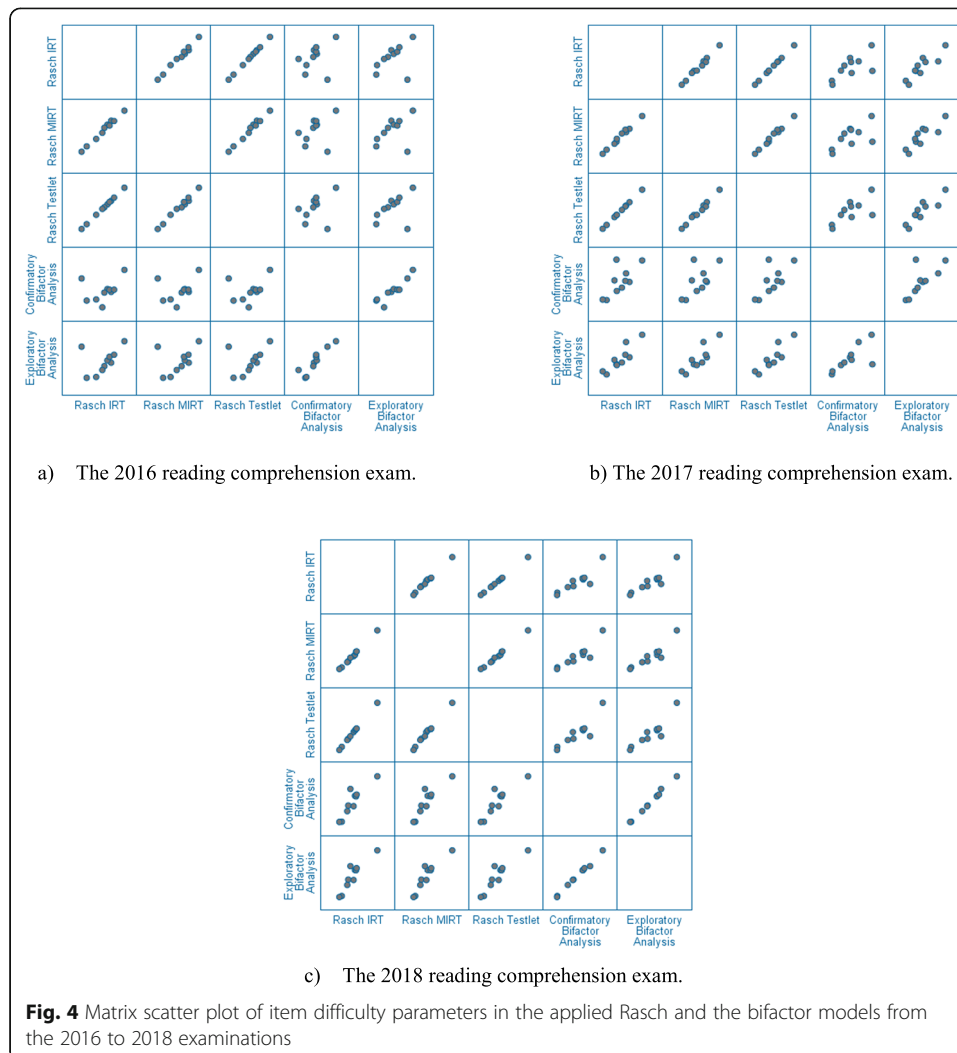 Rasch IRT
Rasch MIRT
Rasch Testlet
Confirmatory
Bifactor
Analysis
Exploratory
Bifactor
Analysis
Rasch IRT Rasch MIRT Rasch Testlet Confirmatory Exploratory
Bifactor Bifactor
Analysis Analysis
a) The 2016 reading comprehension exam.
Rasch IRT
Rasch MIRT
Rasch Testlet
Confirmatory
Bifactor
Analysis
Exploratory
Bifactor
Analysis
Rasch IRT Rasch MIRT Rasch Testlet Confirmatory Exploratory
Bifactor Bifactor
Analysis Analysis
b) The 2017 reading comprehension exam.
Rasch IRT
Rasch MIRT
Rasch Testlet
Confirmatory
Bifactor
Analysis
Exploratory
Bifactor
Analysis
Rasch IRT Rasch MIRT Rasch Testlet Confirmatory Exploratory
Bifactor Bifactor
Analysis Analysis
c) The 2018 reading comprehension exam.
Fig. 4 Matrix scatter plot of item difficulty parameters in the applied Rasch and the bifactor models from
the 2016 to 2018 examinations